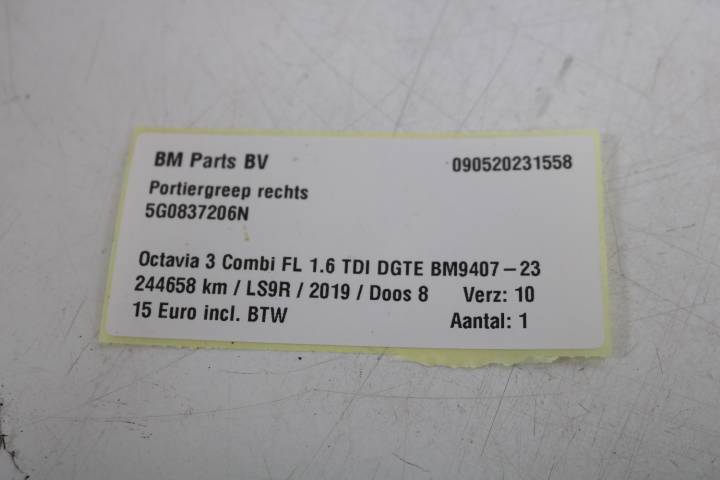 BM Parts BV 090520231558
Portiergreep rechts
5G0837206N
Octavia 3 Combi FL 1.6 TDI DGTE BM9407-23
244658 km / LS9R / 2019 / Doos 8 Verz: 10
15 Euro incl. BTW Aantal: 1